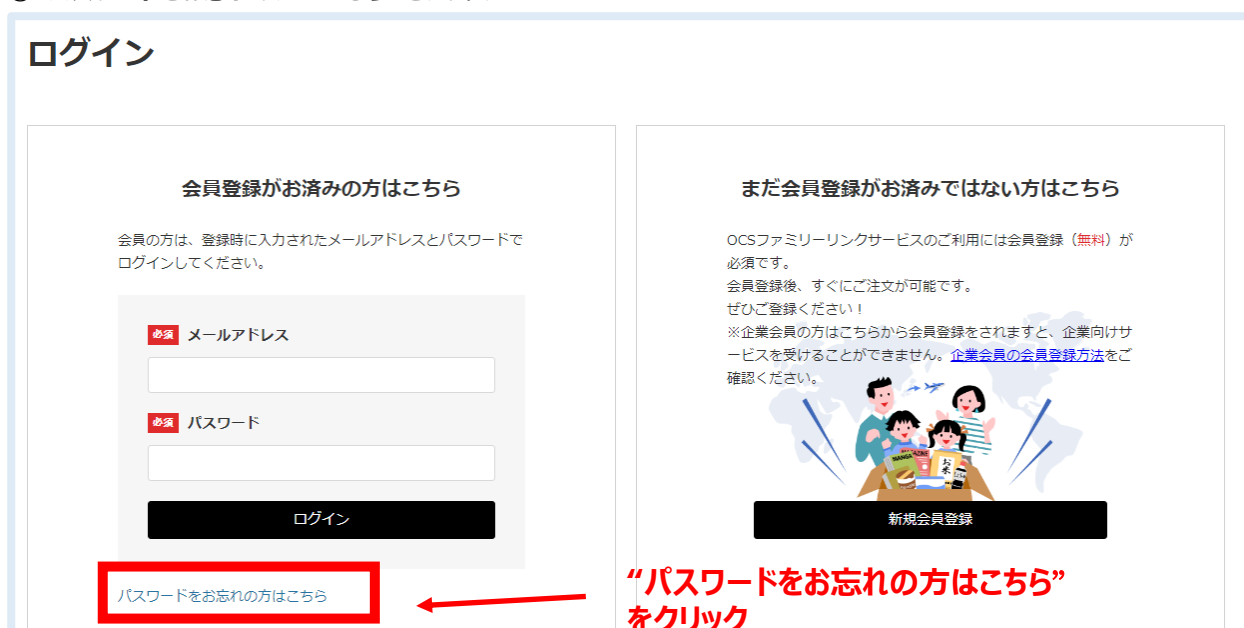 ログイン
会員登録がお済みの方はこちら
会員の方は、登録時に入力されたメールアドレスとパスワードで
ログインしてください。
必須 メールアドレス
必須 パスワード
ログイン
パスワードをお忘れの方はこちら
まだ会員登録がお済みではない方はこちら
OCSファミリーリンクサービスのご利用には会員登録（無料）が
必須です。
会員登録後、すぐにご注文が可能です。
ぜひご登録ください！
※企業会員の方はこちらから会員登録をされますと、企業向けサ
ービスを受けることができません。企業会員の会員登録方法をご
確認ください。
MANGA
お米
新規会員登録
“パスワードをお忘れの方はこちら”
をクリック